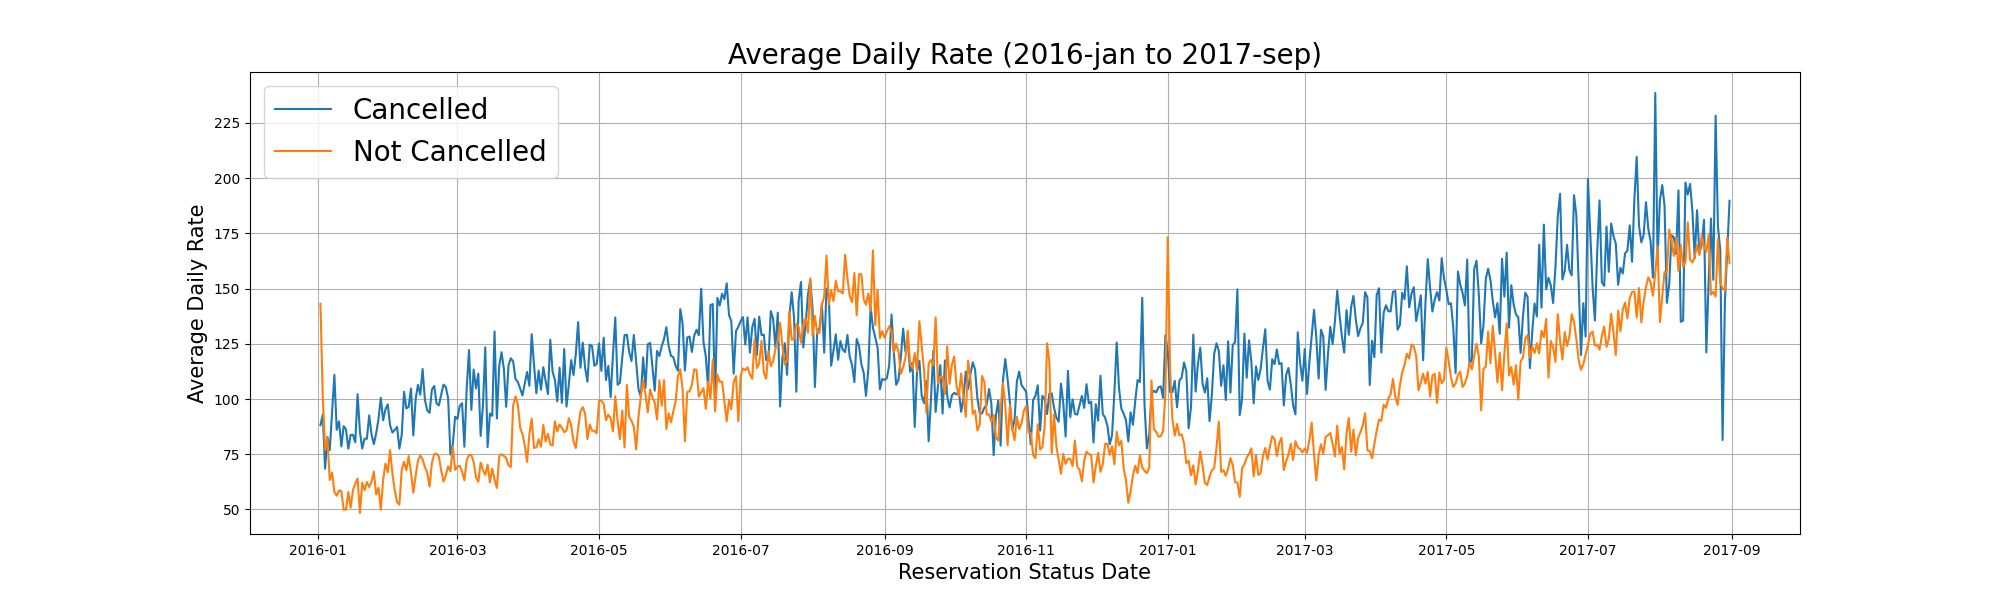 Average Daily Rate (2016-jan to 2017-sep)
Cancelled
Not Cancelled
Average Daily Rate
225
200
175
150
125
100
75
50
2016-01 2016-03 2016-05 2016-07 2016-09 2016-11 2017-01 2017-03 2017-05 2017-07 2017-09
Reservation Status Date